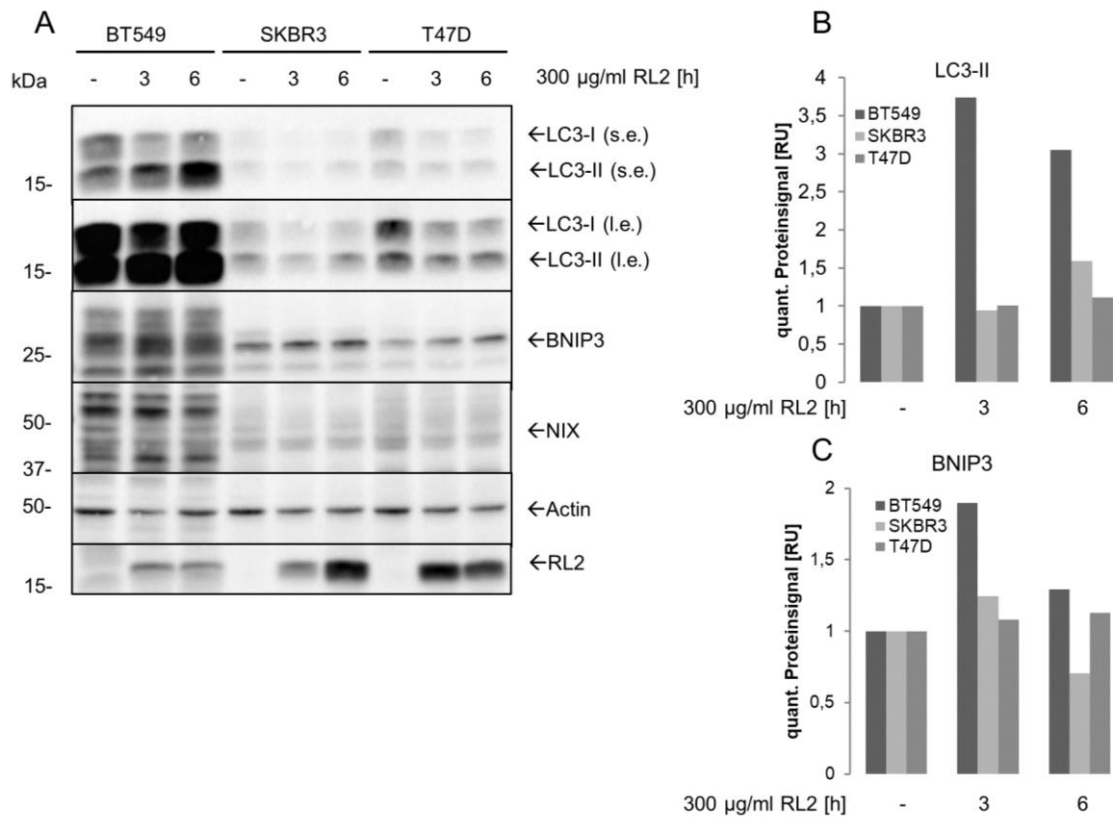 A
BT549 SKBR3 T47D
kDa - 3 6 - 3 6 - 3 6 300 µg/ml RL2 [h]
←LC3-I (s.e.)
←LC3-II (s.e.)
15-
←LC3-I (l.e.)
←LC3-II (l.e.)
15-
←BNIP3
25-
50-
←NIX
37-
50-
←Actin
←RL2
15-
B
LC3-II
quant. Proteinsignal [RU]
4
3,5
3
2,5
2
1,5
1
0,5
0
BT549
SKBR3
T47D
300 µg/ml RL2 [h] - 3 6
C
BNIP3
quant. Proteinsignal [RU]
2
1,5
1
0,5
0
BT549
SKBR3
T47D
300 µg/ml RL2 [h] - 3 6